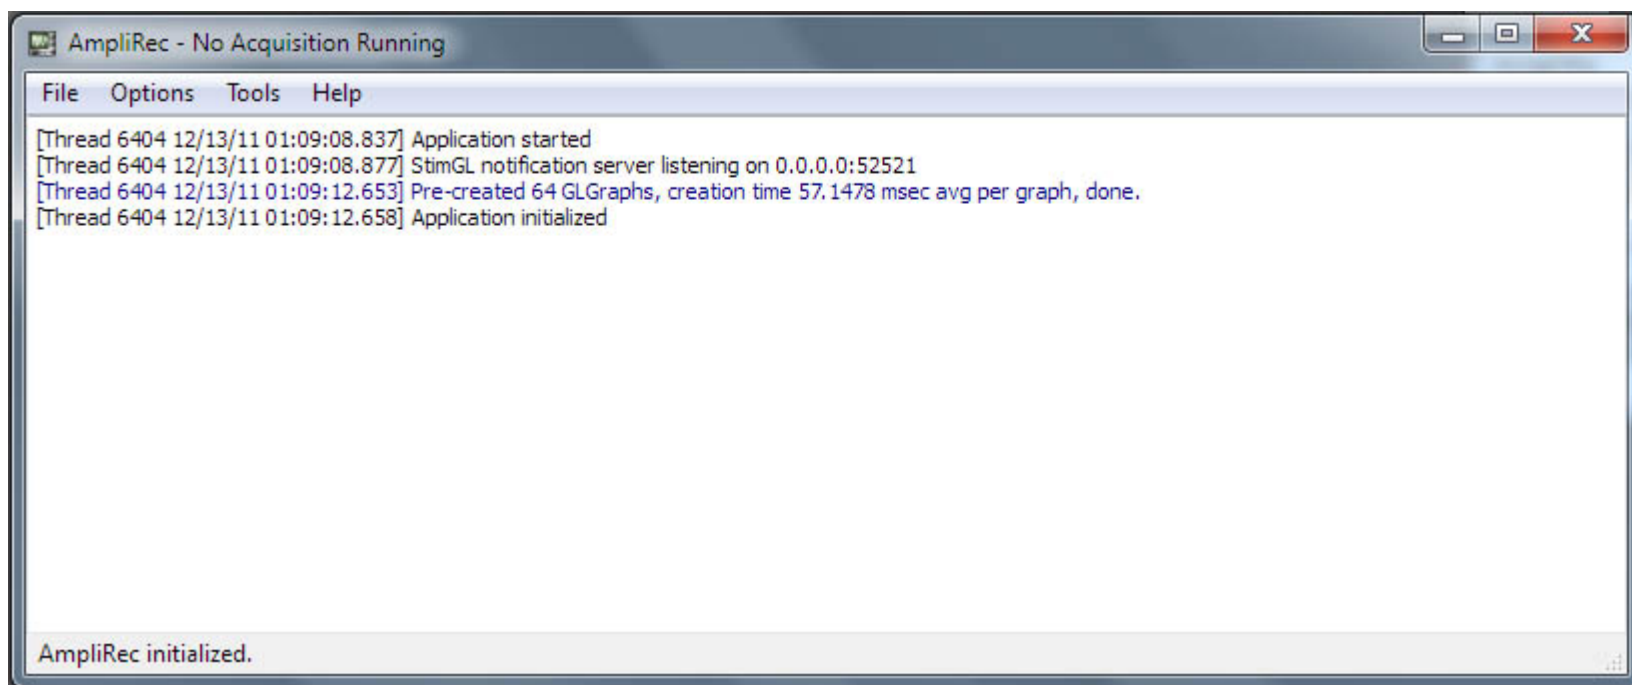 AmpliRec - No Acquisition Running
File Options Tools Help
[Thread 6404 12/13/11 01:09:08.837] Application started
[Thread 6404 12/13/11 01:09:08.877] StimGL notification server listening on 0.0.0.0:52521
[Thread 6404 12/13/11 01:09:12.653] Pre-created 64 GLGraphs, creation time 57.1478 msec avg per graph, done.
[Thread 6404 12/13/11 01:09:12.658] Application initialized
AmpliRec initialized.